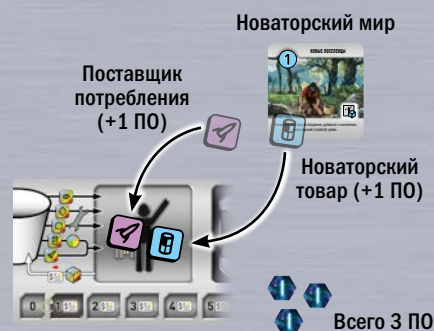 Новаторский мир
1
НОВЫЕ ПОСЕЛЕНЦЫ
Поставщик
потребления
(+1 ПО)
Новаторский
товар (+1 ПО)
0
1$
2$
3$
4$
5
Всего 3 ПО